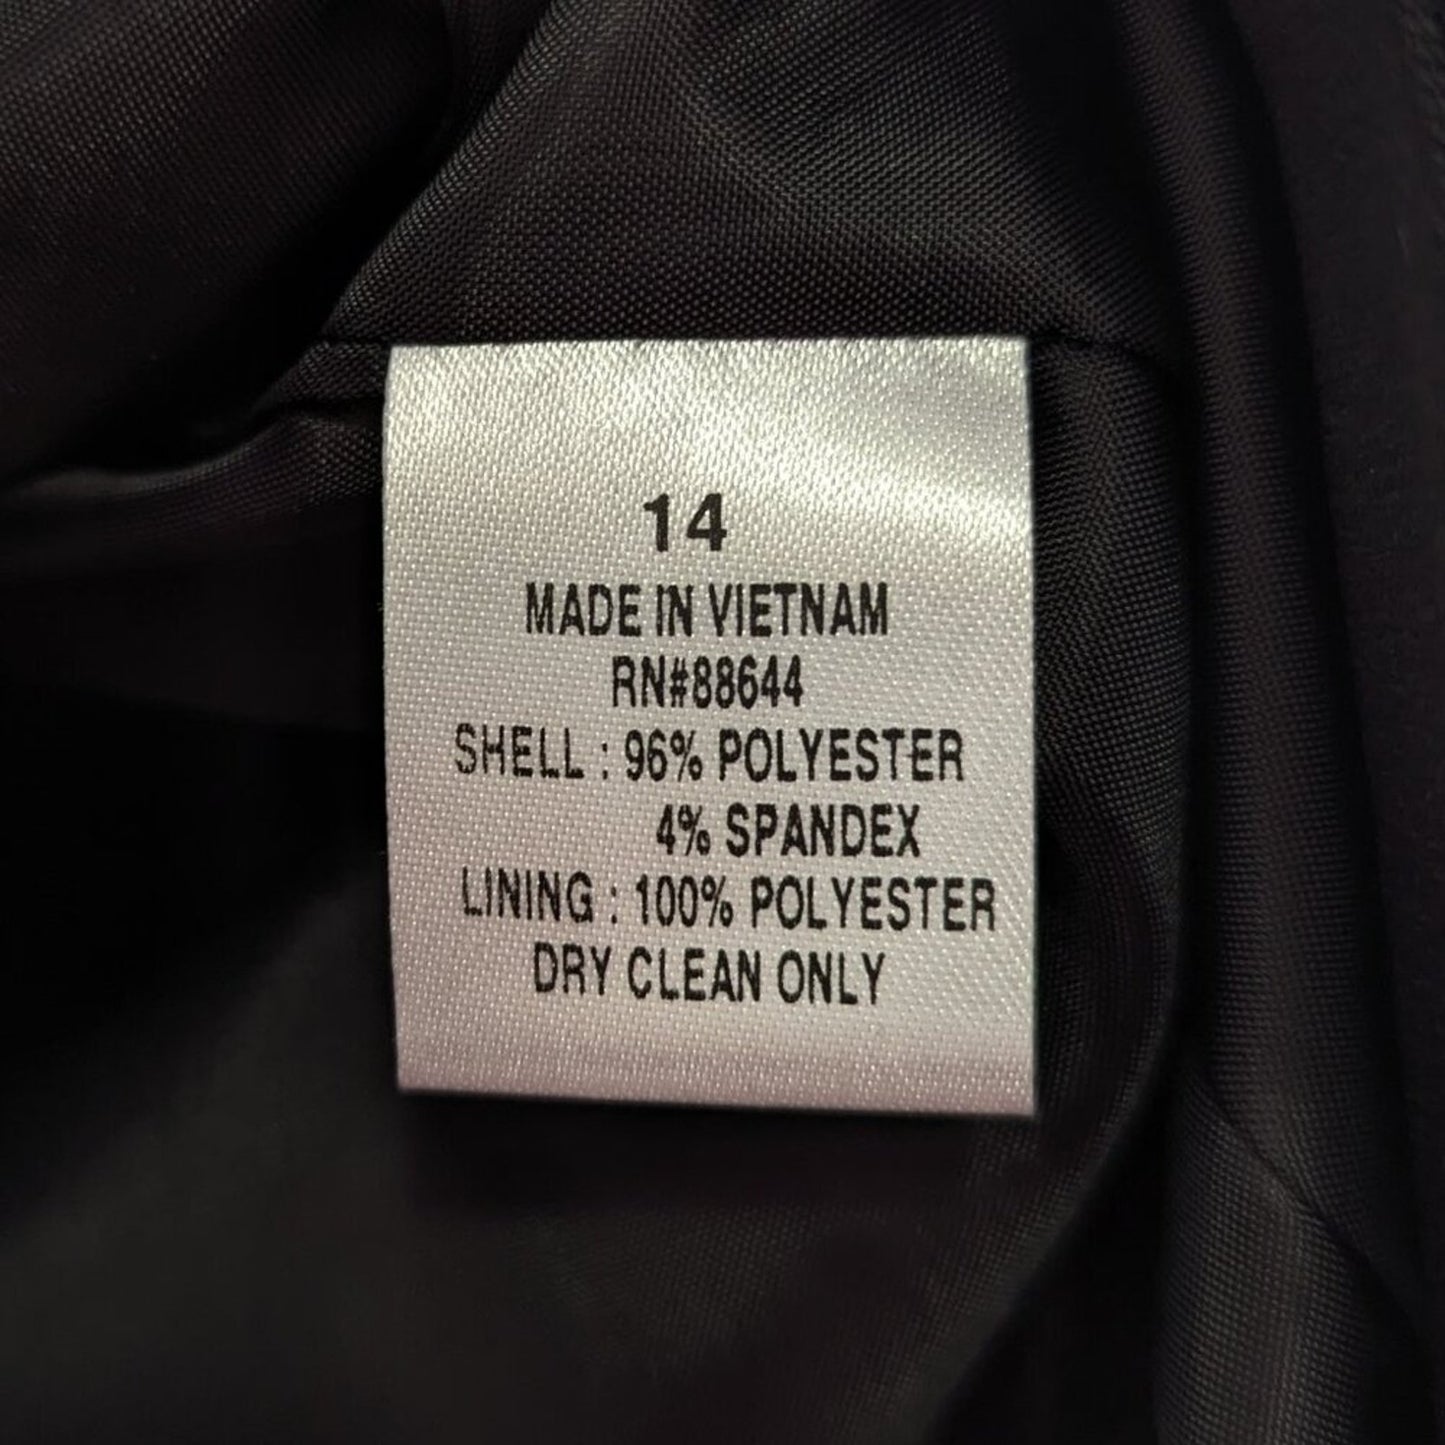 14
MADE IN VIETNAM
RN#88644
SHELL : 96% POLYESTER
4% SPANDEX
LINING : 100% POLYESTER
DRY CLEAN ONLY